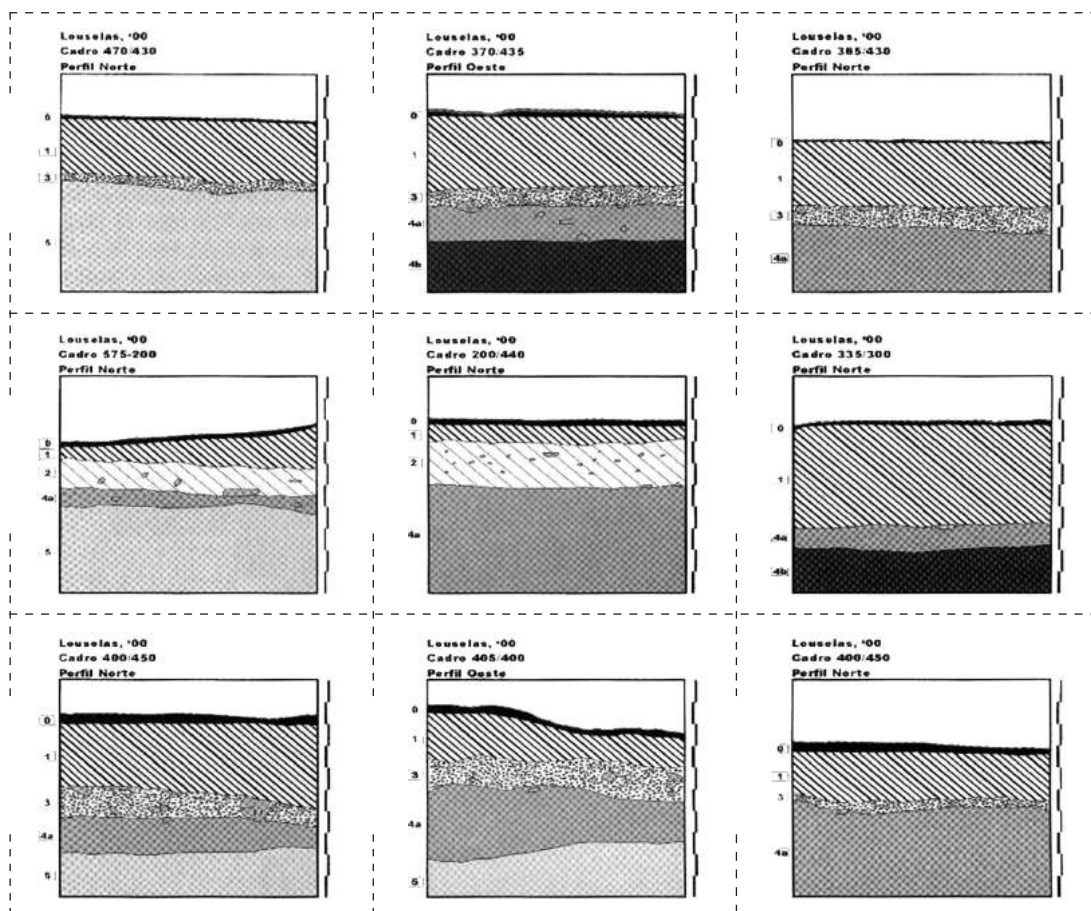 Louselas, '00
Cadro 470/430
Perfil Norte
0
1
3
5
Louselas, '00
Cadro 370/435
Perfil Oeste
0
1
3
4a
4b
Louselas, '00
Cadro 385/430
Perfil Norte
0
1
3
4a
Louselas, '00
Cadro 575-200
Perfil Norte
0
1
2
4a
5
Louselas, '00
Cadro 200/440
Perfil Norte
0
1
2
4a
Louselas, '00
Cadro 335/300
Perfil Norte
0
1
4a
4b
Louselas, '00
Cadro 400/450
Perfil Norte
0
1
3
4a
5
Louselas, '00
Cadro 405/400
Perfil Oeste
0
1
3
4a
5
Louselas, '00
Cadro 400/450
Perfil Norte
0
1
3
4a